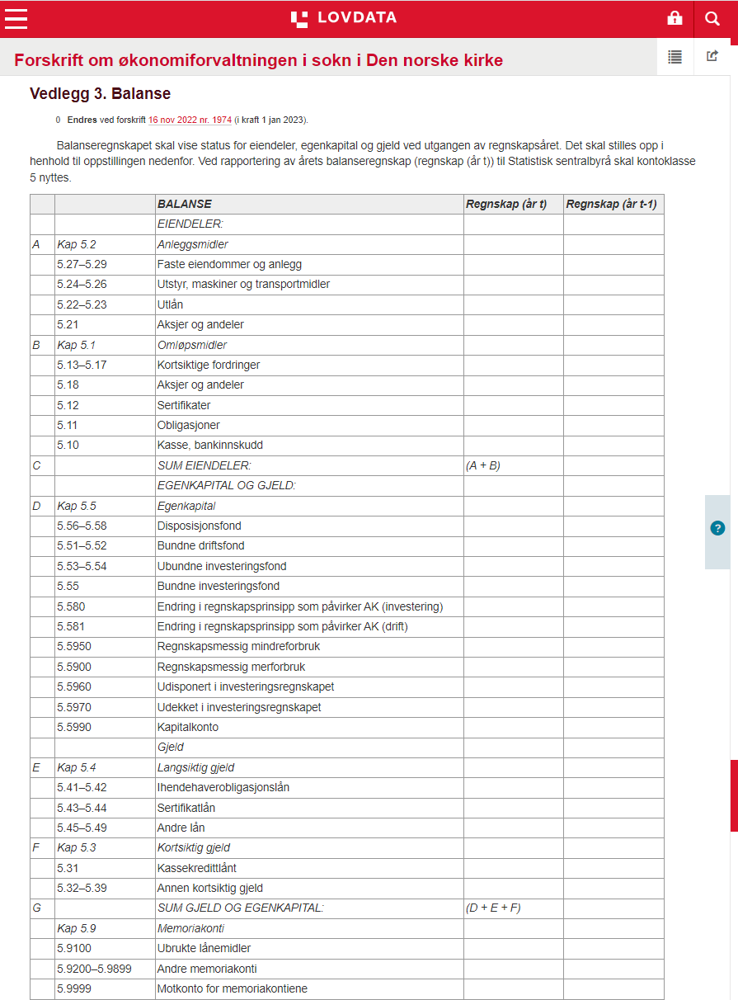 LOVDATA
Forskrift om økonomiforvaltningen i sokn i Den norske kirke
Vedlegg 3. Balanse
0 Endres ved forskrift 16 nov 2022 nr. 1974 (i kraft 1 jan 2023).
Balanseregnskapet skal vise status for eiendeler, egenkapital og gjeld ved utgangen av regnskapsåret. Det skal stilles opp i
henhold til oppstillingen nedenfor. Ved rapportering av årets balanseregnskap (regnskap (år t)) til Statistisk sentralbyrå skal kontoklasse
5 nyttes.
BALANSE Regnskap (år t) Regnskap (år t-1)
EIENDELER:
A Kap 5.2 Anleggsmidler
5.27–5.29 Faste eiendommer og anlegg
5.24–5.26 Utstyr, maskiner og transportmidler
5.22–5.23 Utlån
5.21 Aksjer og andeler
B Kap 5.1 Omløpsmidler
5.13–5.17 Kortsiktige fordringer
5.18 Aksjer og andeler
5.12 Sertifikater
5.11 Obligasjoner
5.10 Kasse, bankinnskudd
C SUM EIENDELER: (A + B)
EGENKAPITAL OG GJELD:
D Kap 5.5 Egenkapital
5.56–5.58 Disposisjonsfond
5.51–5.52 Bundne driftsfond
5.53–5.54 Ubundne investeringsfond
5.55 Bundne investeringsfond
5.580 Endring i regnskapsprinsipp som påvirker AK (investering)
5.581 Endring i regnskapsprinsipp som påvirker AK (drift)
5.5950 Regnskapsmessig mindreforbruk
5.5900 Regnskapsmessig merforbruk
5.5960 Udisponert i investeringsregnskapet
5.5970 Udekket i investeringsregnskapet
5.5990 Kapitalkonto
Gjeld
E Kap 5.4 Langsiktig gjeld
5.41–5.42 Ihendehaverobligasjonslån
5.43–5.44 Sertifikatlån
5.45–5.49 Andre lån
F Kap 5.3 Kortsiktig gjeld
5.31 Kassekredittlånt
5.32–5.39 Annen kortsiktig gjeld
G SUM GJELD OG EGENKAPITAL: (D + E + F)
Kap 5.9 Memoriakonti
5.9100 Ubrukte lånemidler
5.9200–5.9899 Andre memoriakonti
5.9999 Motkonto for memoriakontiene
?